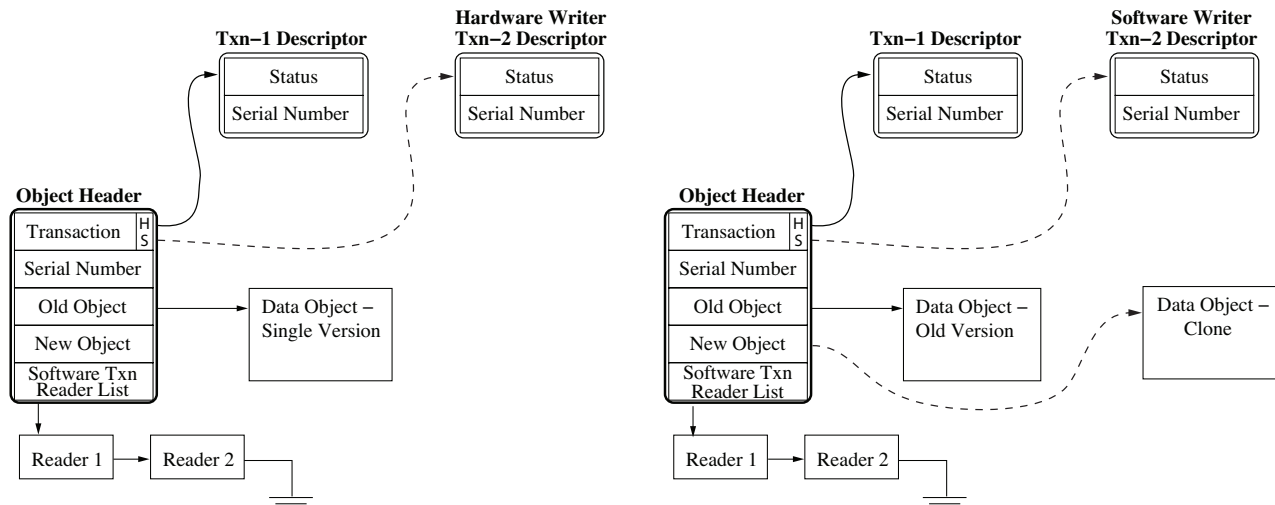 Hardware Writer
Txn−1 Descriptor
Txn−2 Descriptor
Status
Serial Number
Status
Serial Number
Object Header
Transaction
H
S
Serial Number
Old Object
New Object
Software Txn
Reader List
Data Object −
Single Version
Reader 1
Reader 2
Software Writer
Txn−1 Descriptor
Txn−2 Descriptor
Status
Serial Number
Status
Serial Number
Object Header
Transaction
H
S
Serial Number
Old Object
New Object
Software Txn
Reader List
Data Object −
Old Version
Data Object −
Clone
Reader 1
Reader 2